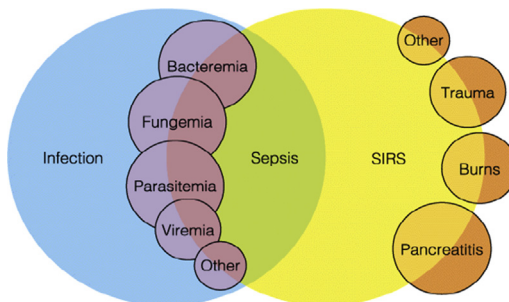 Infection
Bacteremia
Fungemia
Parasitemia
Viremia
Other
Sepsis
SIRS
Other
Trauma
Burns
Pancreatitis